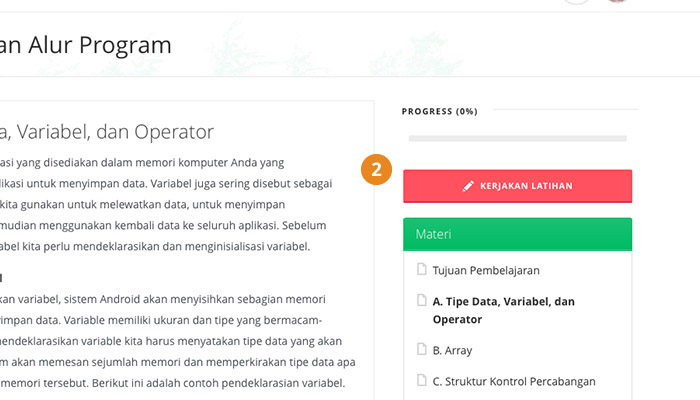 an Alur Program
a, Variabel, dan Operator
asi yang disediakan dalam memori komputer Anda yang
likasi untuk menyimpan data. Variabel juga sering disebut sebagai
kita gunakan untuk melewatkan data, untuk menyimpan
mudian menggunakan kembali data ke seluruh aplikasi. Sebelum
abel kita perlu mendeklarasikan dan menginisialisasi variabel.
l
kan variabel, sistem Android akan menyisihkan sebagian memori
yimpan data. Variable memiliki ukuran dan tipe yang bermacam-
mendeklarasikan variable kita harus menyatakan tipe data yang akan
m akan memesan sejumlah memori dan memperkirakan tipe data apa
memori tersebut. Berikut ini adalah contoh pendeklarasian variabel.
PROGRESS (0%)
2
KERJAKAN LATIHAN
Materi
Tujuan Pembelajaran
A. Tipe Data, Variabel, dan
Operator
B. Array
C. Struktur Kontrol Percabangan